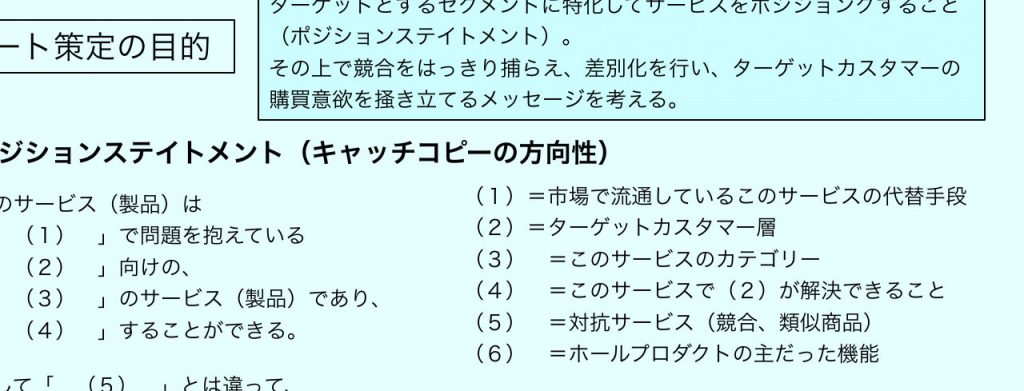 ターゲットとするセグメントに特化してサービスをポジショングすること
（ポジションステイトメント）。
その上で競合をはっきり捕らえ、差別化を行い、ターゲットカスタマーの
購買意欲を掻き立てるメッセージを考える。
ート策定の目的
ジションステイトメント（キャッチコピーの方向性）
のサービス（製品）は
（１）　」で問題を抱えている
（２）　」向けの、
（３）　」のサービス（製品）であり、
（４）　」することができる。
して「　（５）　」とは違って、
（１）＝市場で流通しているこのサービスの代替手段
（２）＝ターゲットカスタマー層
（３）　＝このサービスのカテゴリー
（４）　＝このサービスで（２）が解決できること
（５）　＝対抗サービス（競合、類似商品）
（６）　＝ホールプロダクトの主だった機能